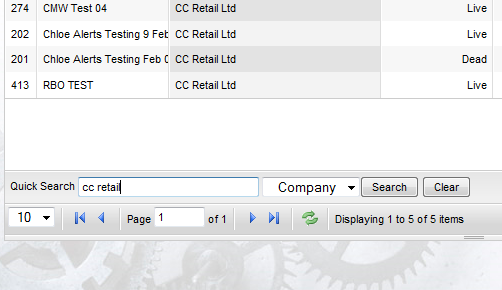 274 CMW Test 04 CC Retail Ltd Live
202 Chloe Alerts Testing 9 Feb CC Retail Ltd Live
201 Chloe Alerts Testing Feb CC Retail Ltd Dead
413 RBO TEST CC Retail Ltd Live
Quick Search cc retail Company Search Clear
10 Page 1 of 1 Displaying 1 to 5 of 5 items